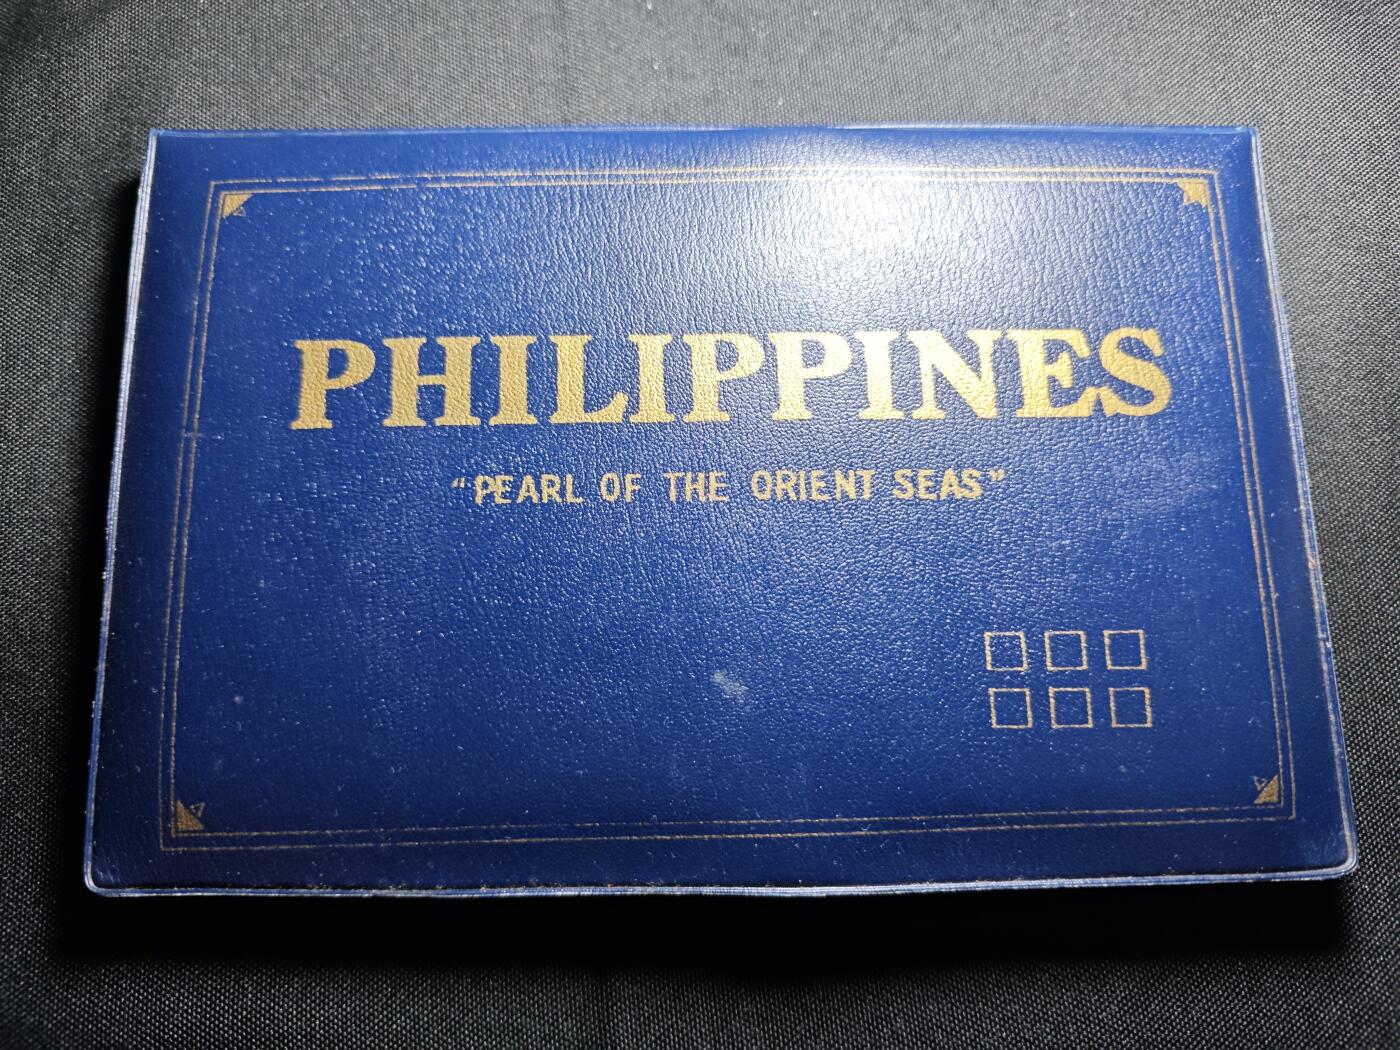 PHILIPPINES
“PEARL OF THE ORIENT SEAS”